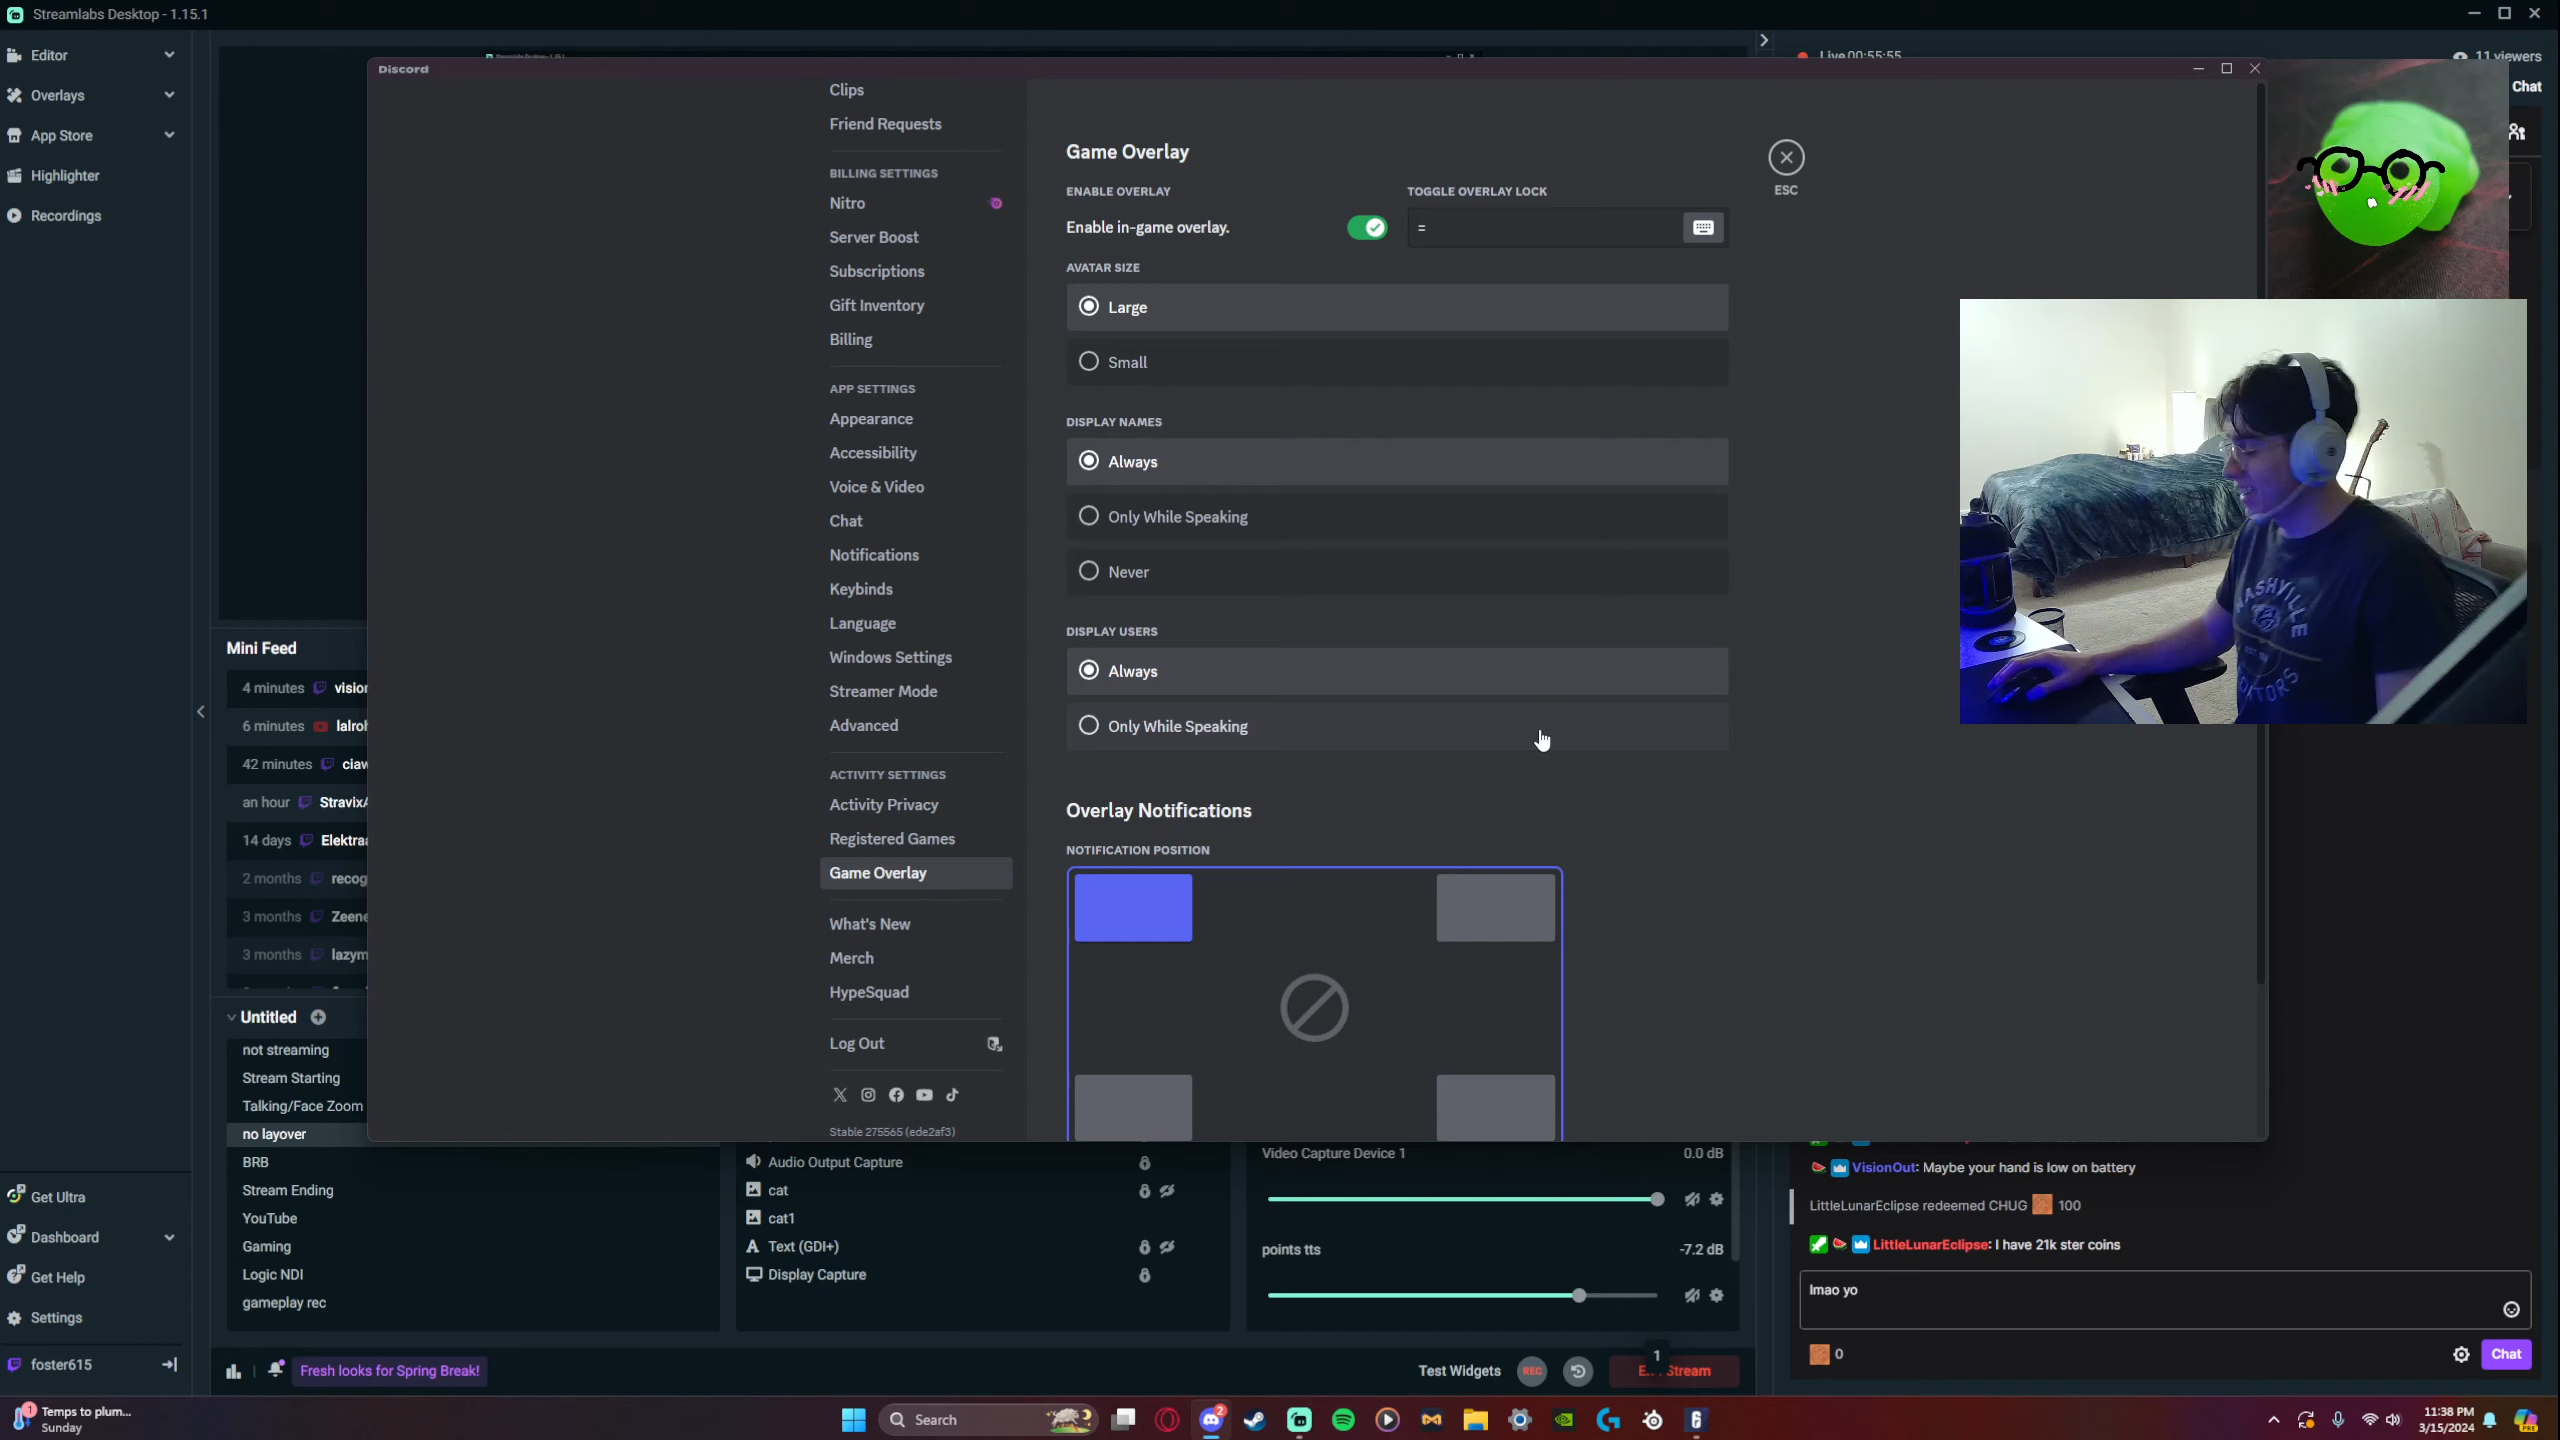 Streamlabs Desktop - 1.15.1
Editor
Overlays
App Store
Highlighter
Recordings
Live 00:55:55
11 viewers
Chat
Discord
Clips
Friend Requests
BILLING SETTINGS
Nitro
Server Boost
Subscriptions
Gift Inventory
Billing
APP SETTINGS
Appearance
Accessibility
Voice & Video
Chat
Notifications
Keybinds
Language
Windows Settings
Streamer Mode
Advanced
ACTIVITY SETTINGS
Activity Privacy
Registered Games
Game Overlay
What's New
Merch
HypeSquad
Log Out
Stable 275565 (ede2af3)
Game Overlay
ENABLE OVERLAY
Enable in-game overlay.
TOGGLE OVERLAY LOCK
=
ESC
AVATAR SIZE
Large
Small
DISPLAY NAMES
Always
Only While Speaking
Never
DISPLAY USERS
Always
Only While Speaking
Overlay Notifications
NOTIFICATION POSITION
NASHVILLE
Mini Feed
4 minutes
6 minutes
42 minutes
an hour
14 days
2 months
3 months
3 months
Untitled
not streaming
Stream Starting
Talking/Face Zoom
no layover
BRB
Stream Ending
YouTube
Gaming
Logic NDI
gameplay rec
Audio Output Capture
cat
cat1
Text (GDI+)
Display Capture
Video Capture Device 1
0.0 dB
points tts
-7.2 dB
VisionOut: Maybe your hand is low on battery
LittleLunarEclipse redeemed CHUG 100
LittleLunarEclipse: I have 21k ster coins
lmao yo
0
Chat
Get Ultra
Dashboard
Get Help
Settings
foster615
Fresh looks for Spring Break!
Test Widgets
REC
1
Stream
1
Temps to plum...
Sunday
Search
2
11:38 PM
3/15/2024